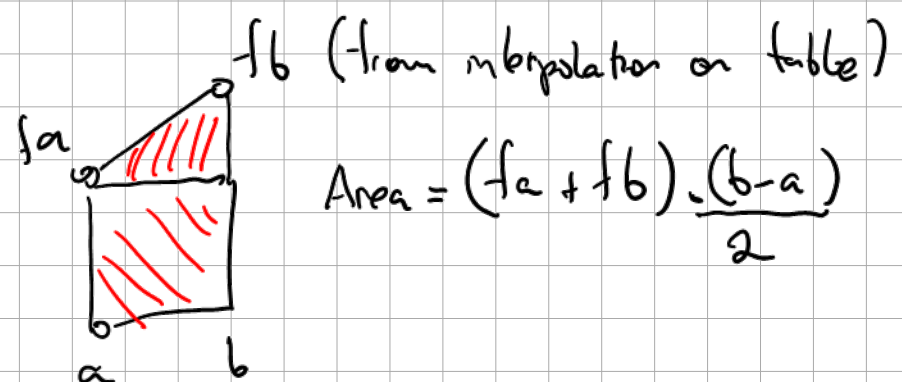 fb (from interpolation on table)
fa
Area = (fa + fb) . (b-a)
2
a b